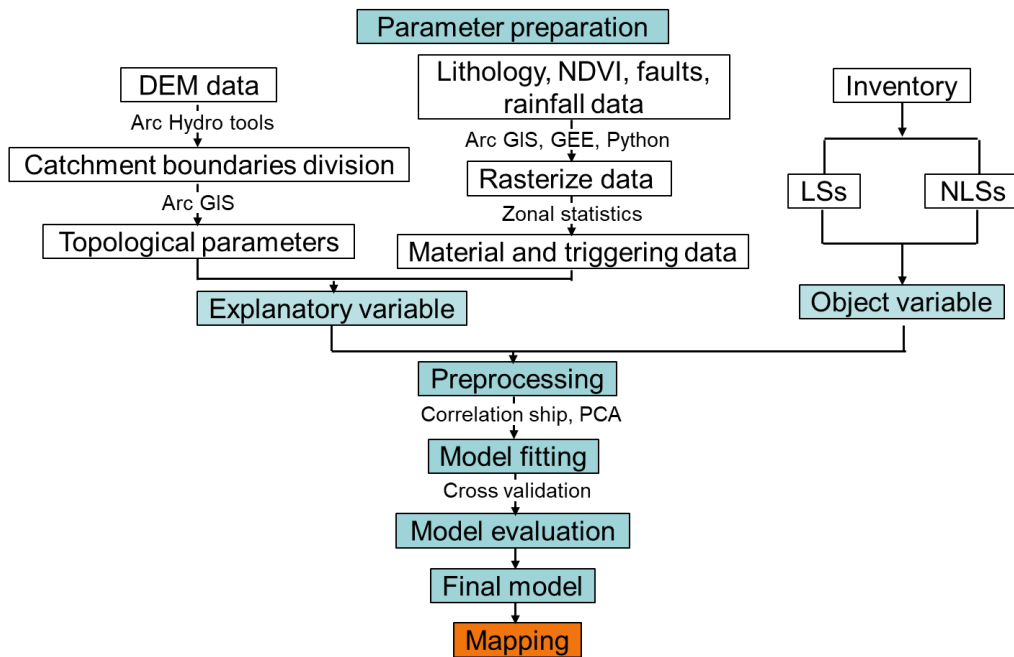 Parameter preparation
DEM data
Lithology, NDVI, faults,
rainfall data
Inventory
Arc Hydro tools
Arc GIS, GEE, Python
Catchment boundaries division
Rasterize data
LSs
NLSs
Arc GIS
Zonal statistics
Topological parameters
Material and triggering data
Explanatory variable
Object variable
Preprocessing
Correlation ship, PCA
Model fitting
Cross validation
Model evaluation
Final model
Mapping